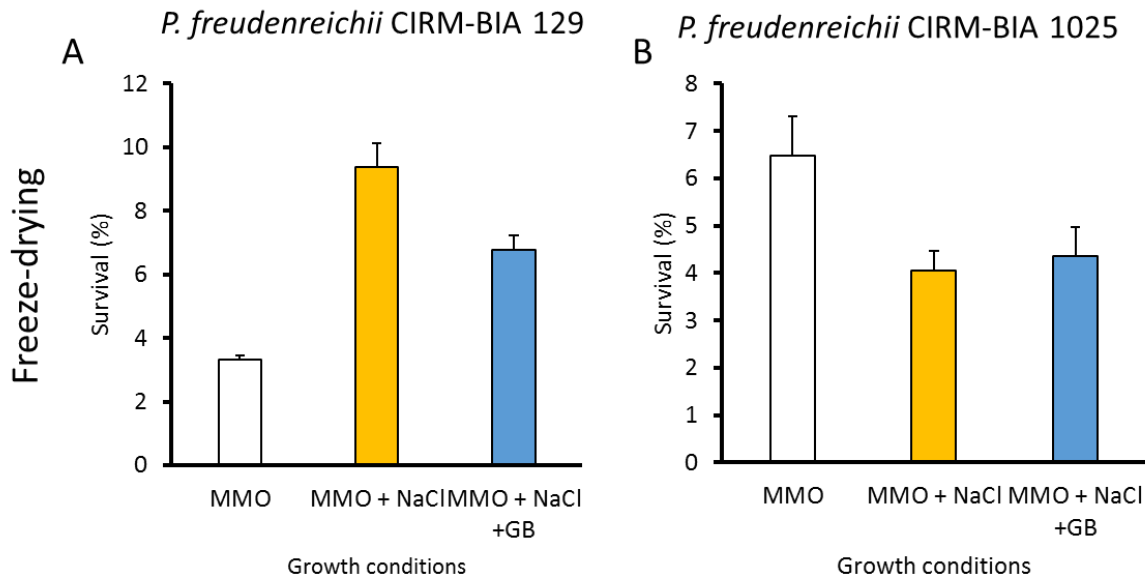 P. freudenreichii CIRM-BIA 129
A
Freeze-drying
Survival (%)
12
10
8
6
4
2
0
MMO
MMO + NaCl
MMO + NaCl
+GB
Growth conditions
P. freudenreichii CIRM-BIA 1025
B
Survival (%)
8
7
6
5
4
3
2
1
0
MMO
MMO + NaCl
MMO + NaCl
+GB
Growth conditions